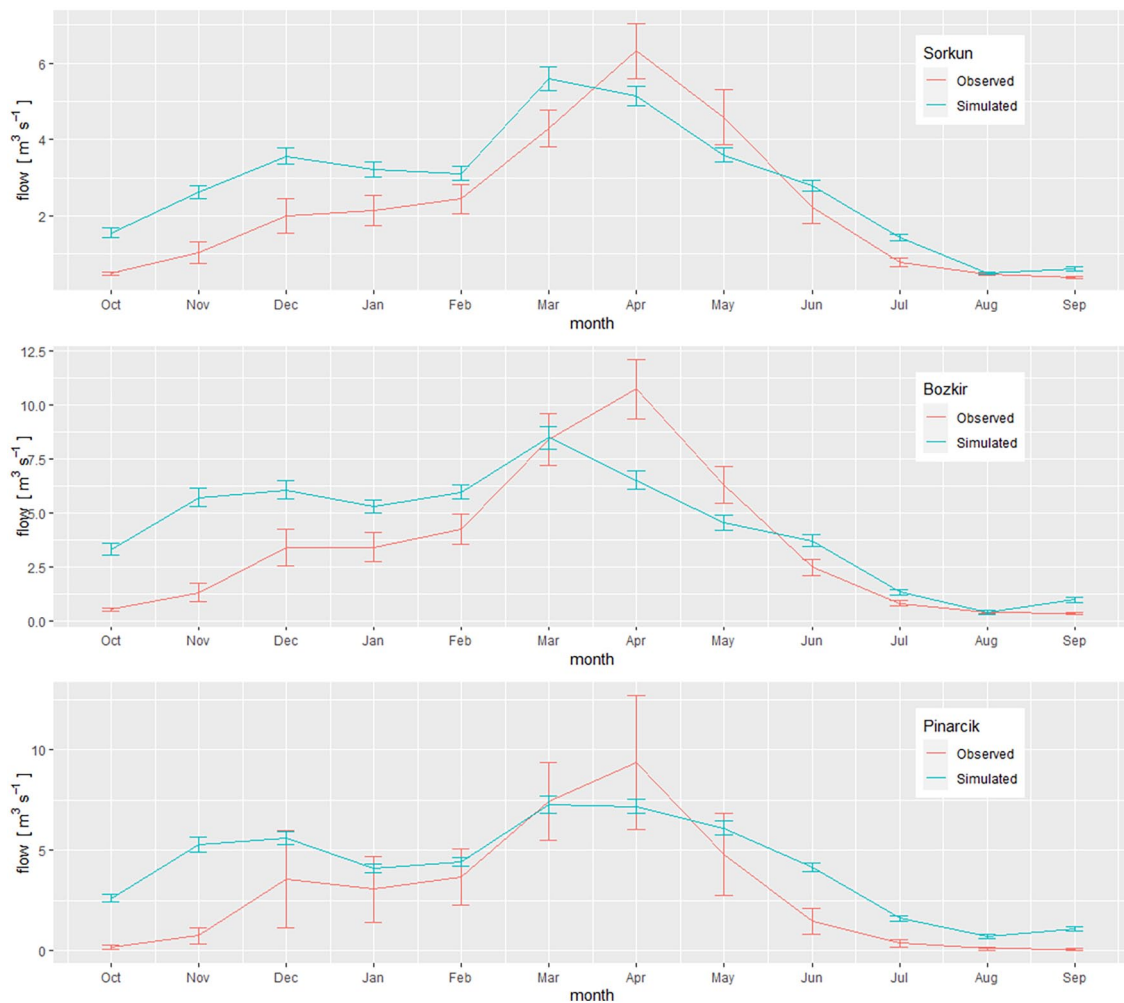 Sorkun
Observed
Simulated
flow [ m³ s⁻¹ ]
6
4
2
Oct Nov Dec Jan Feb Mar Apr May Jun Jul Aug Sep
month
Bozkir
Observed
Simulated
flow [ m³ s⁻¹ ]
12.5
10.0
7.5
5.0
2.5
0.0
Oct Nov Dec Jan Feb Mar Apr May Jun Jul Aug Sep
month
Pinarcik
Observed
Simulated
flow [ m³ s⁻¹ ]
10
5
0
Oct Nov Dec Jan Feb Mar Apr May Jun Jul Aug Sep
month